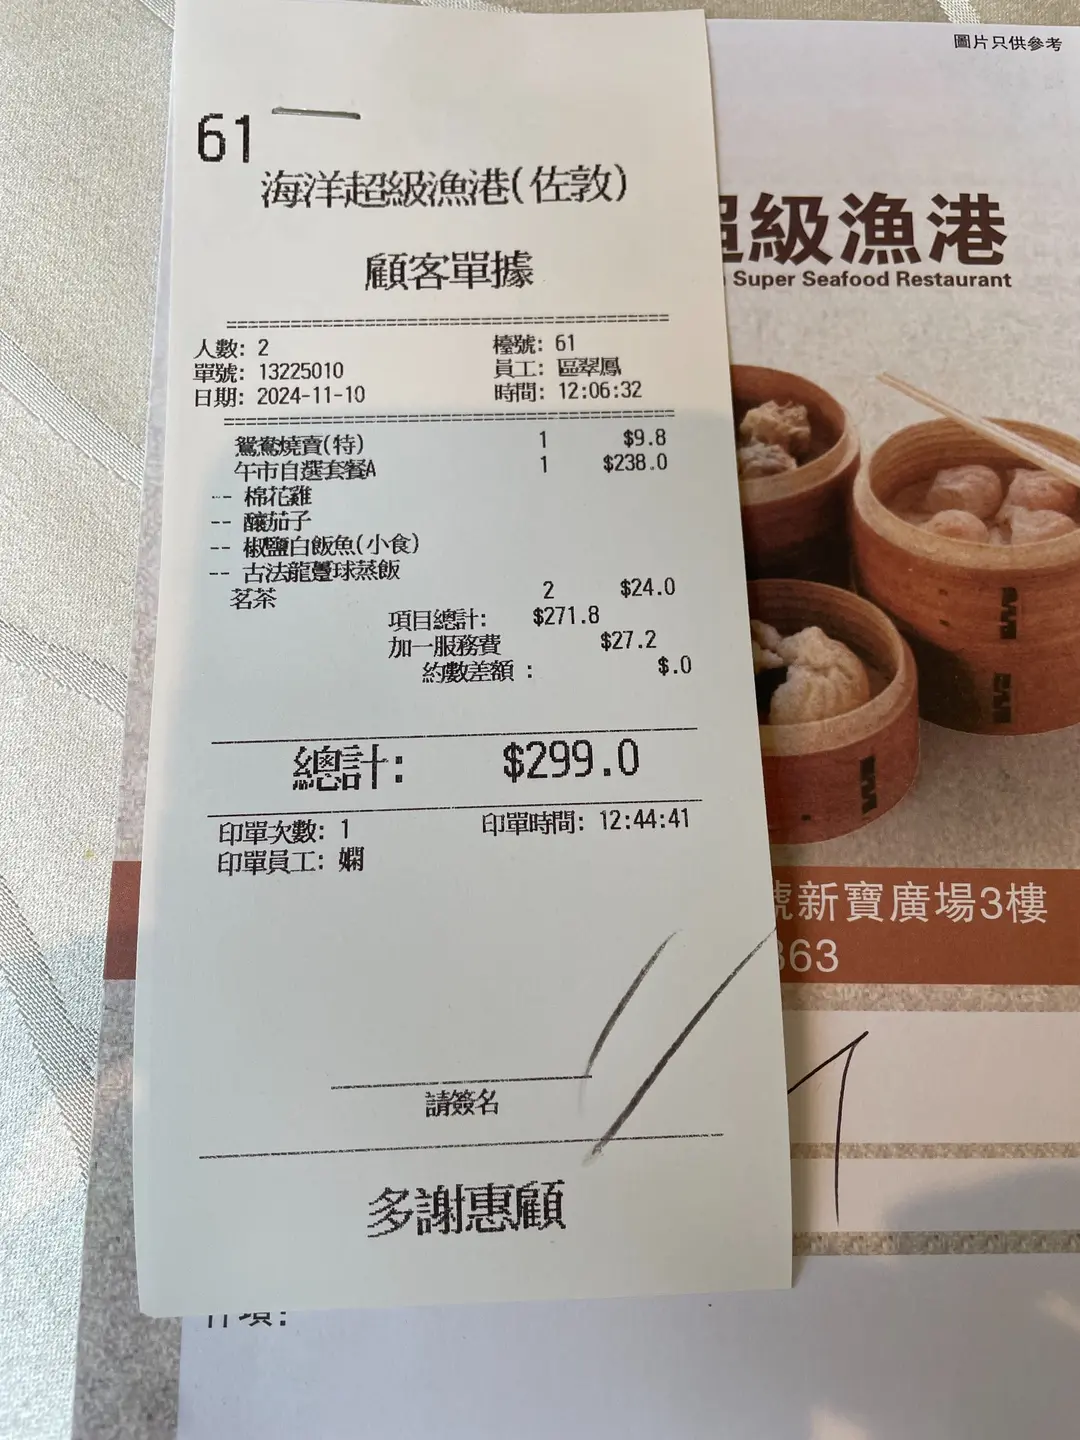 圖片只供參考
61
海洋超級漁港(佐敦)
級漁港
Super Seafood Restaurant
顧客單據
人數: 2 檯號: 61
單號: 13225010 員工: 區翠鳳
日期: 2024-11-10 時間: 12:06:32
鴛鴦燒賣(特) 1 $9.8
午市自選套餐A 1 $238.0
-- 棉花雞
-- 釀茄子
-- 椒鹽白飯魚(小食)
-- 古法龍躉球蒸飯
茗茶 2 $24.0
項目總計: $271.8
加一服務費 $27.2
約數差額 : $.0
總計: $299.0
印單次數: 1 印單時間: 12:44:41
印單員工: 嫻
號新寶廣場3樓
363
請簽名
多謝惠顧